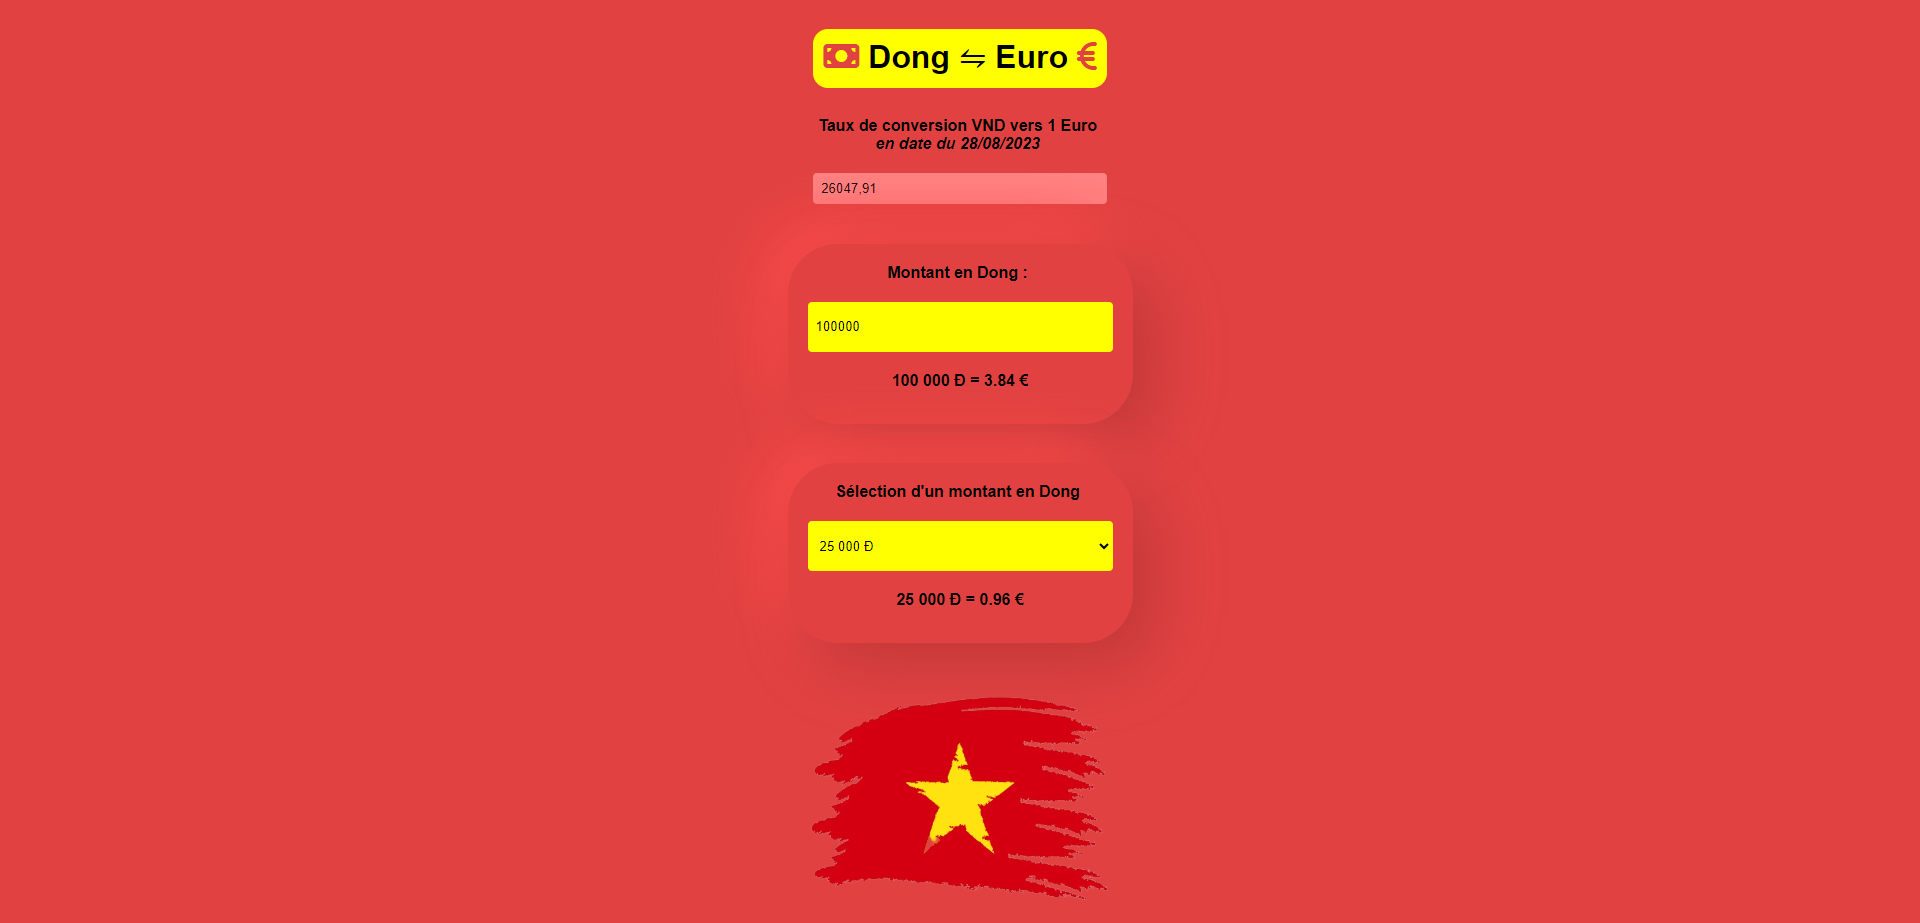 Dong ⇋ Euro €
Taux de conversion VND vers 1 Euro
en date du 28/08/2023
26047,91
Montant en Dong :
100000
100 000 Đ = 3.84 €
Sélection d'un montant en Dong
25 000 Đ
25 000 Đ = 0.96 €